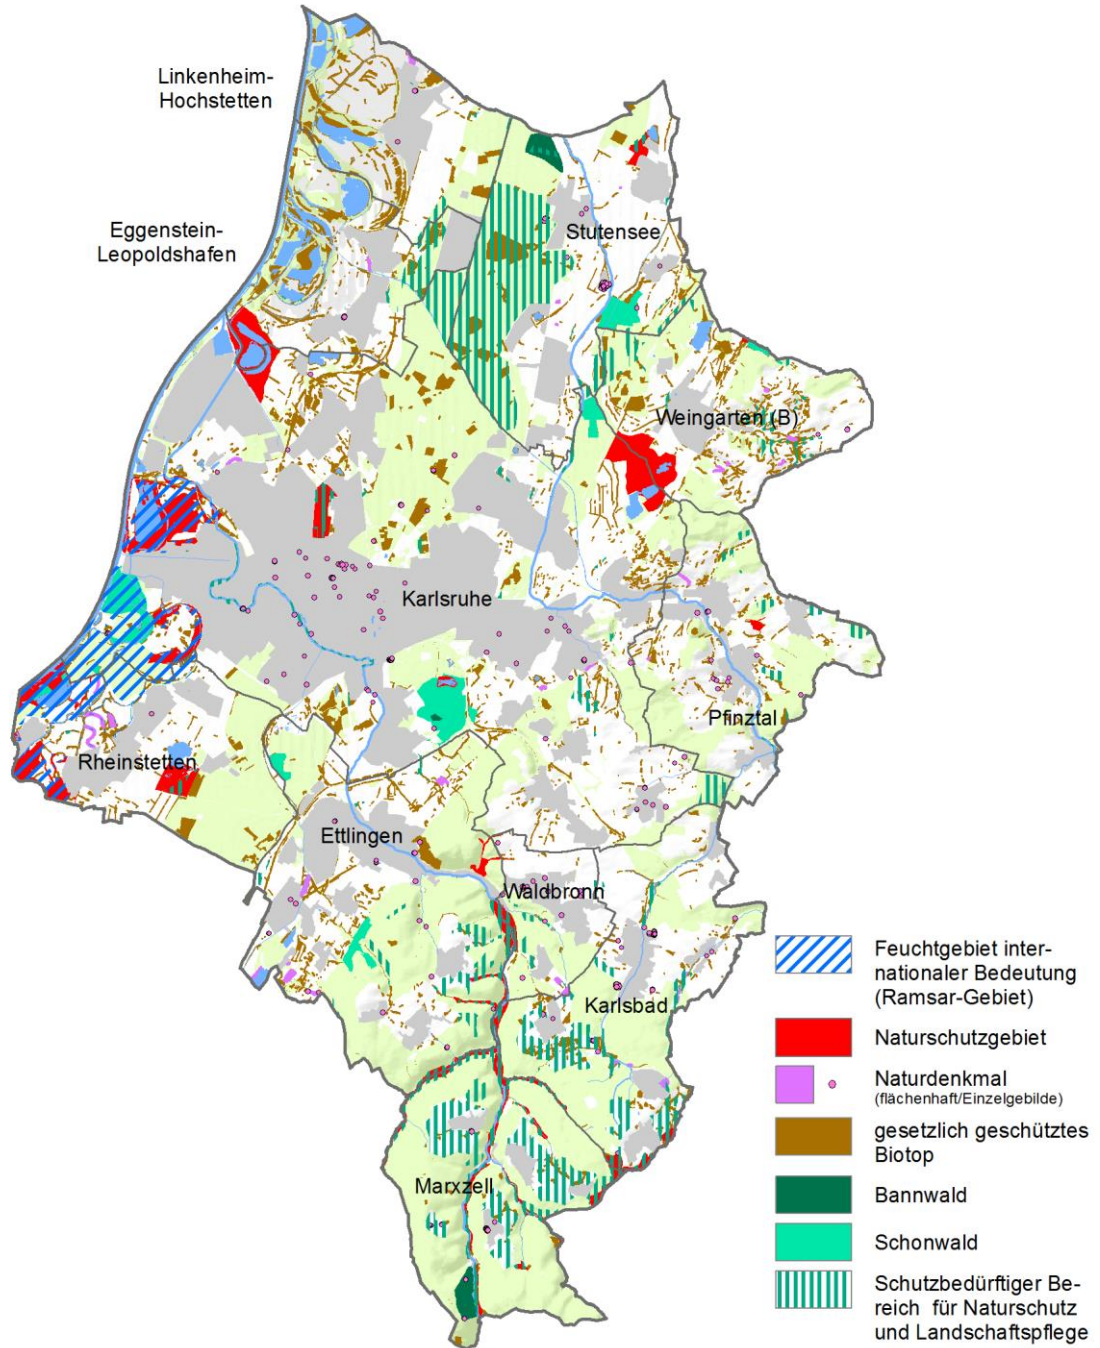 Linkenheim-
Hochstetten
Eggenstein-
Leopoldshafen
Stutensee
Weingarten (B)
Karlsruhe
Pfinztal
Rheinstetten
Ettlingen
Waldbronn
Karlsbad
Marxzell
Feuchtgebiet inter-
nationaler Bedeutung
(Ramsar-Gebiet)
Naturschutzgebiet
Naturdenkmal
(flächenhaft/Einzelgebilde)
gesetzlich geschütztes
Biotop
Bannwald
Schonwald
Schutzbedürftiger Be-
reich für Naturschutz
und Landschaftspflege